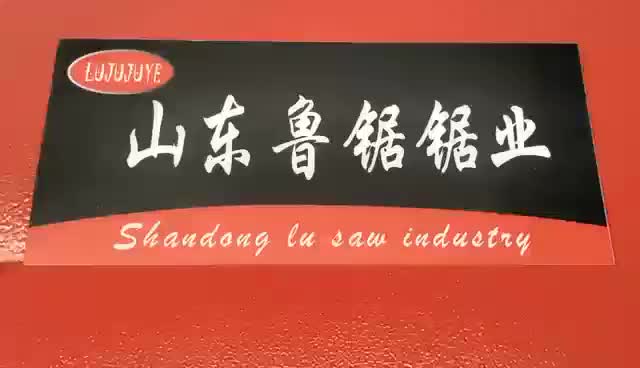 LUJUJUYE
山东鲁锯锯业
Shandong lu saw industry